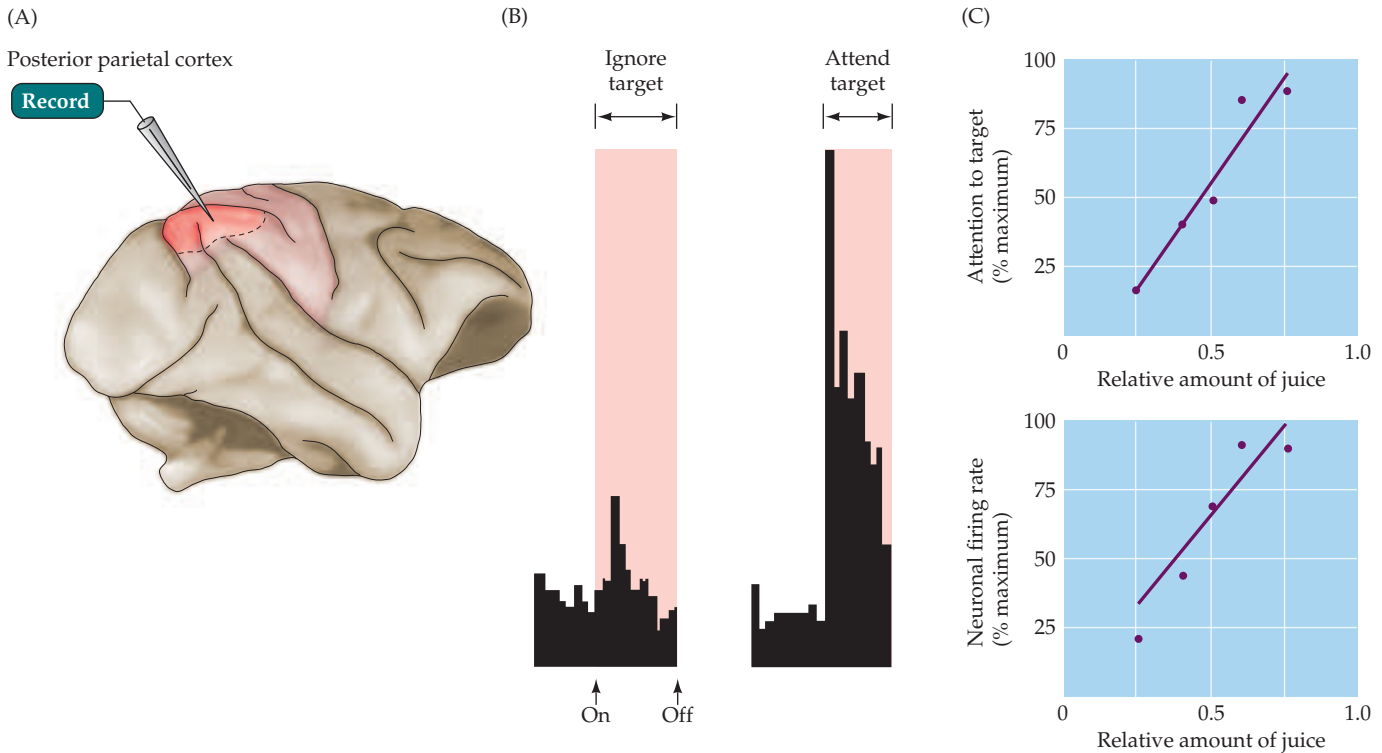 (A)
Posterior parietal cortex
Record
(B)
Ignore
target
Attend
target
On
Off
(C)
Attention to target
(% maximum)
100
75
50
25
0
0.5
1.0
Relative amount of juice
Neuronal firing rate
(% maximum)
100
75
50
25
0
0.5
1.0
Relative amount of juice